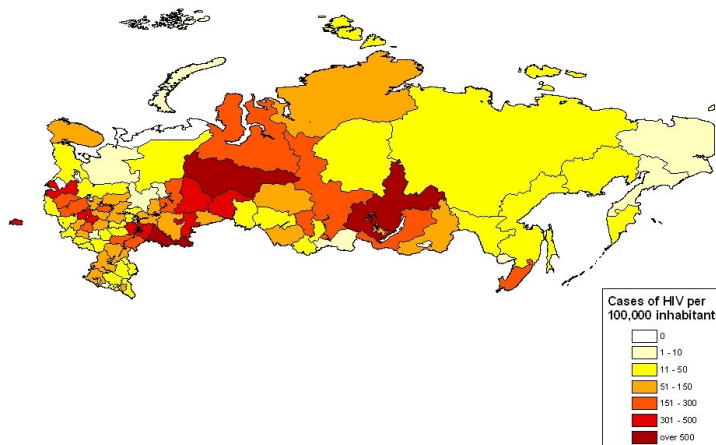 Cases of HIV per
100,000 inhabitant
0
1 - 10
11 - 50
51 - 150
151 - 300
301 - 500
over 500